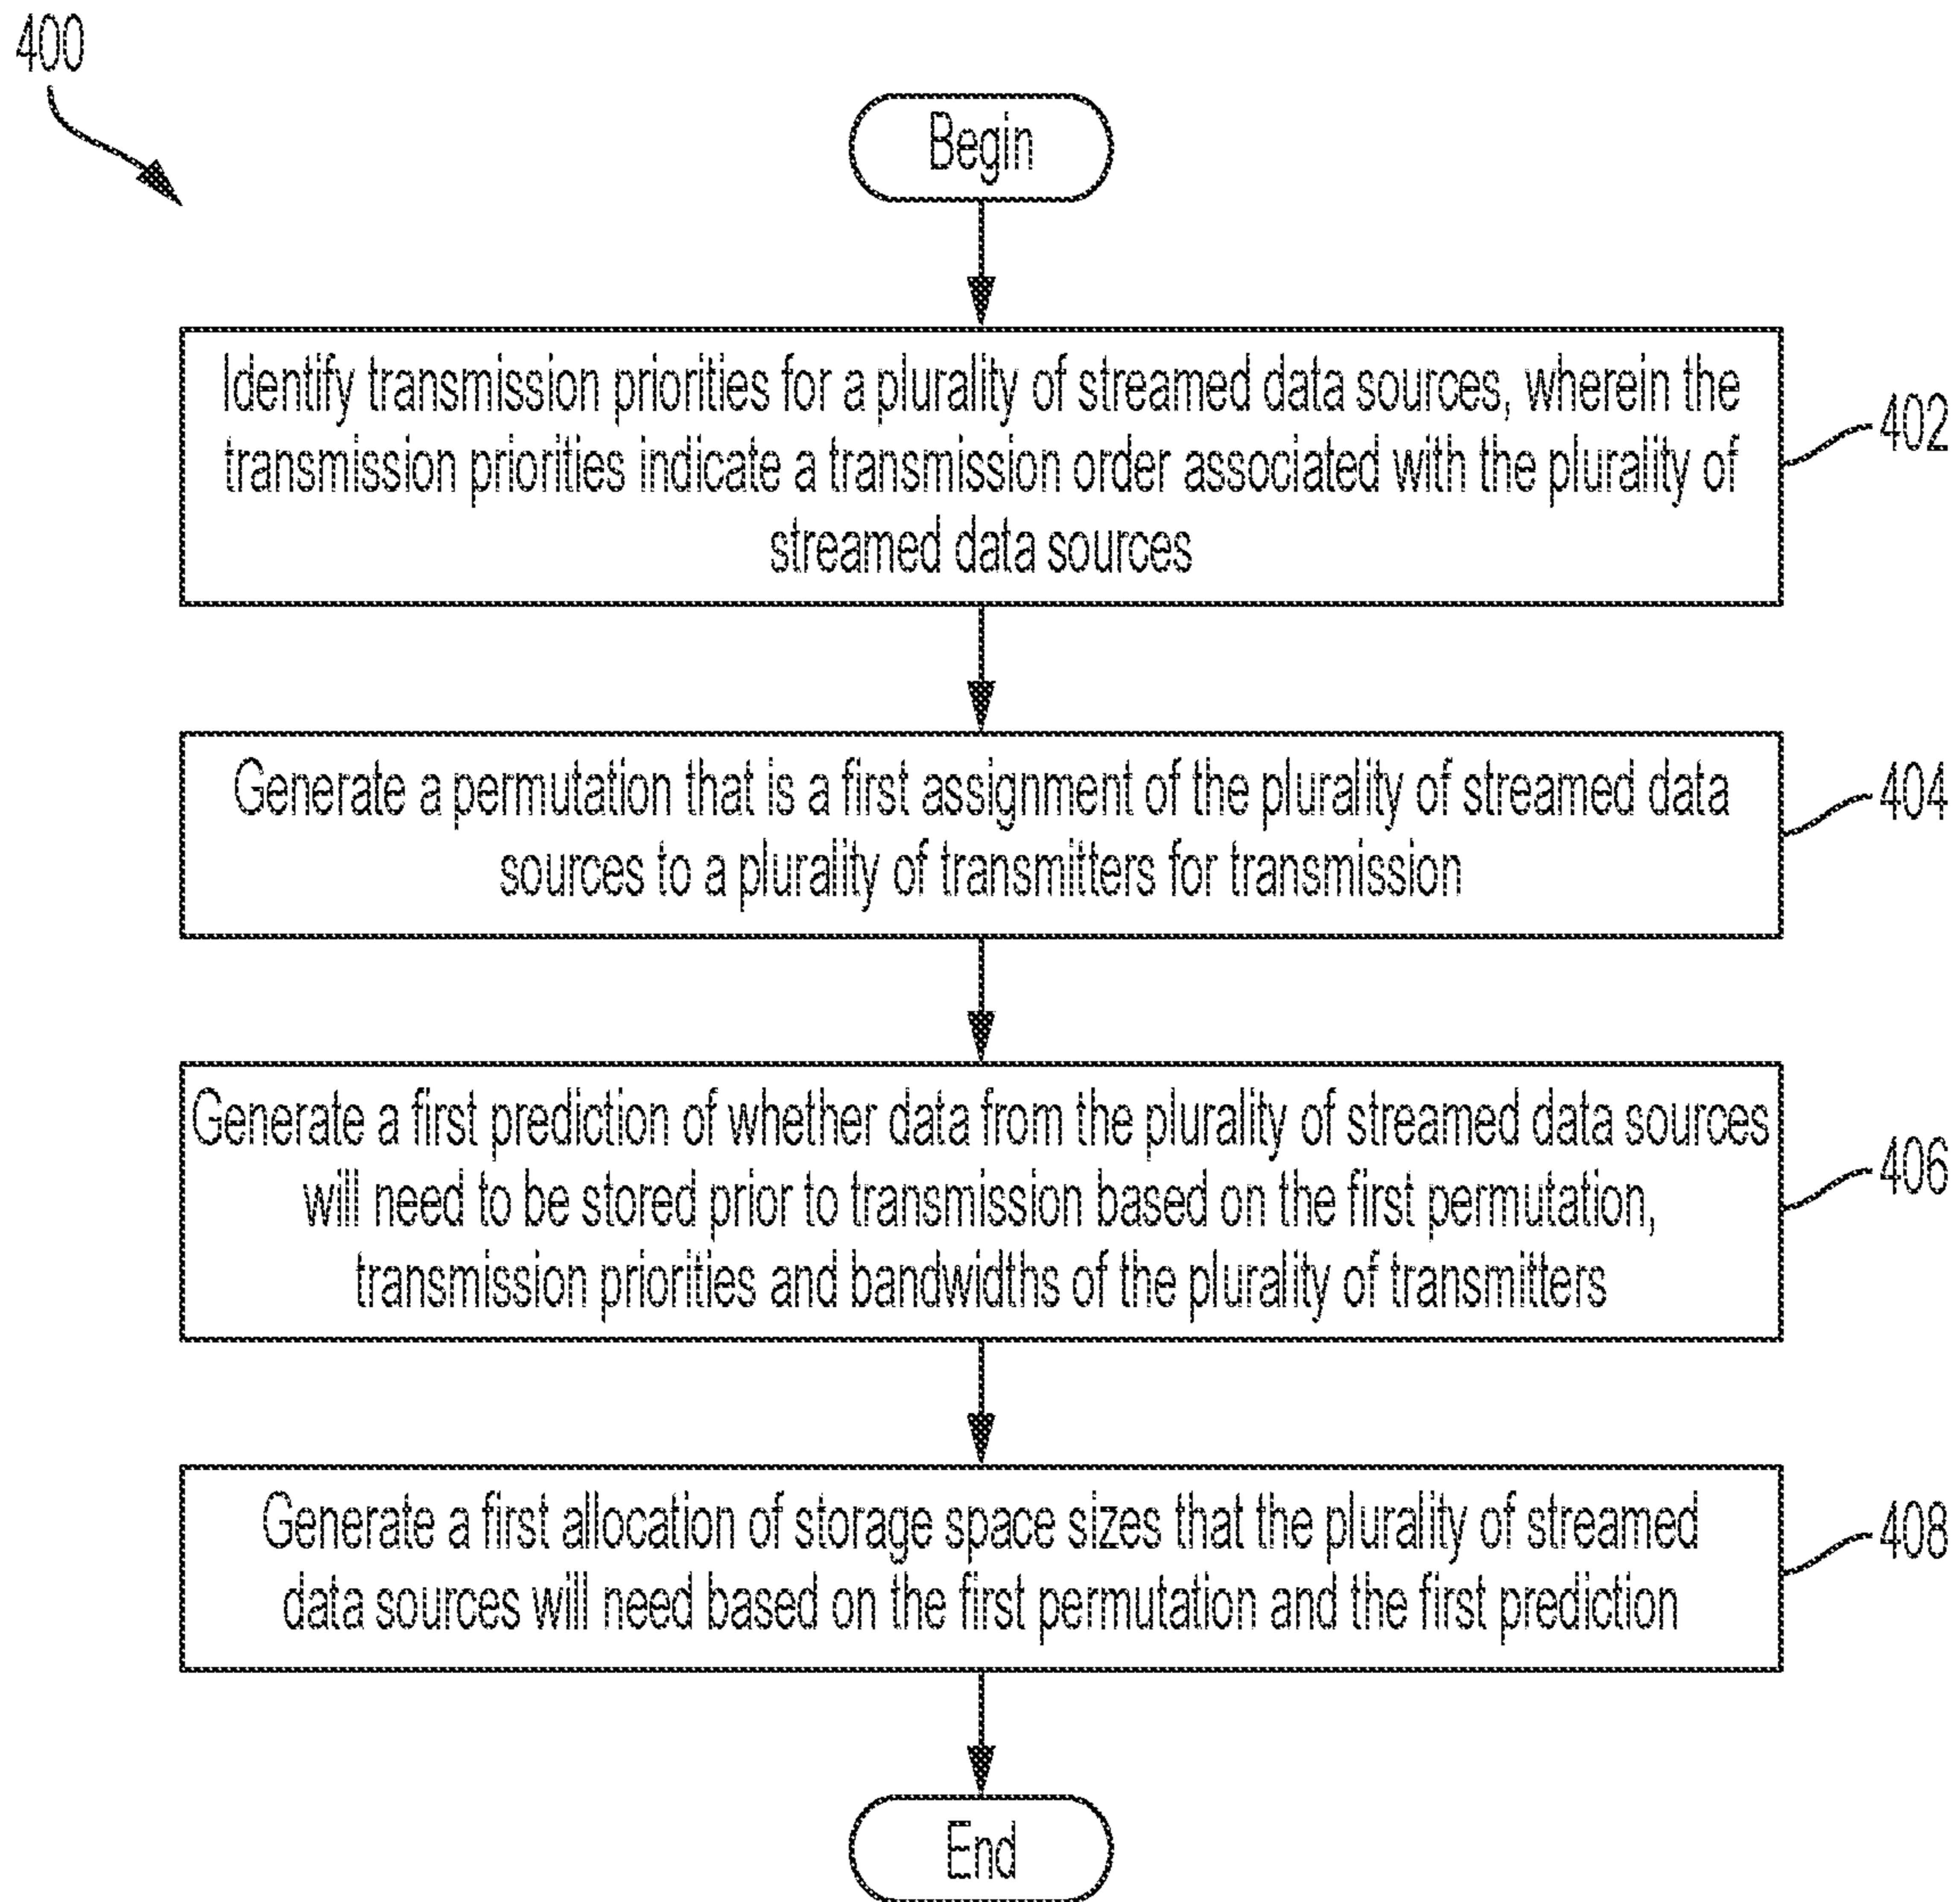 400
Begin
Identify transmission priorities for a plurality of streamed data sources, wherein the
transmission priorities indicate a transmission order associated with the plurality of
streamed data sources
402
Generate a permutation that is a first assignment of the plurality of streamed data
sources to a plurality of transmitters for transmission
404
Generate a first prediction of whether data from the plurality of streamed data sources
will need to be stored prior to transmission based on the first permutation,
transmission priorities and bandwidths of the plurality of transmitters
406
Generate a first allocation of storage space sizes that the plurality of streamed
data sources will need based on the first permutation and the first prediction
408
End